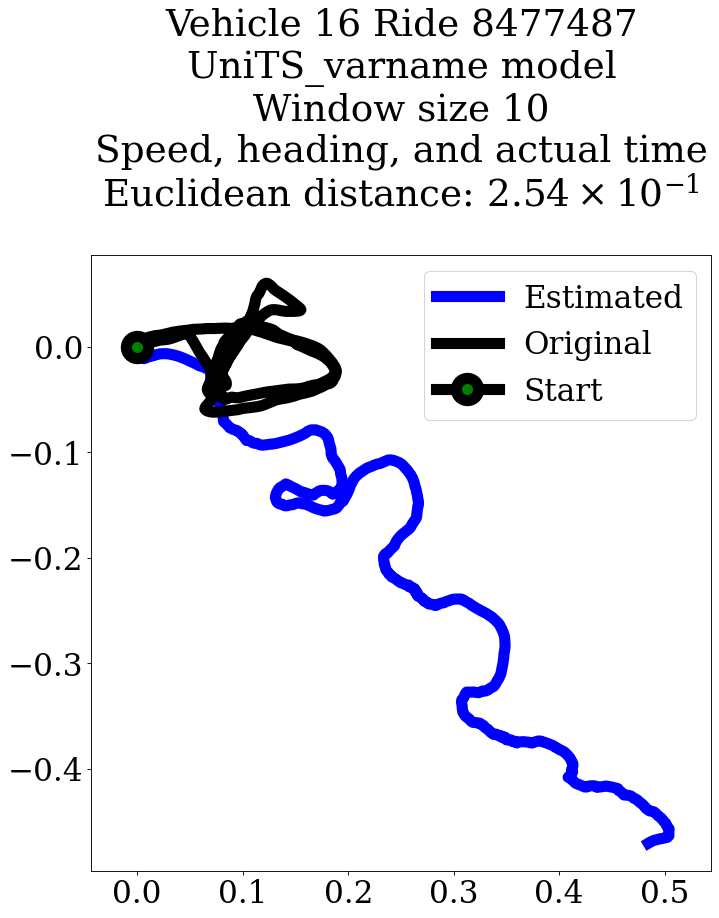 Vehicle 16 Ride 8477487
UniTS_varname model
Window size 10
Speed, heading, and actual time
Euclidean distance: 2.54 × 10⁻¹
Estimated
Original
Start
0.0
−0.1
−0.2
−0.3
−0.4
0.0 0.1 0.2 0.3 0.4 0.5